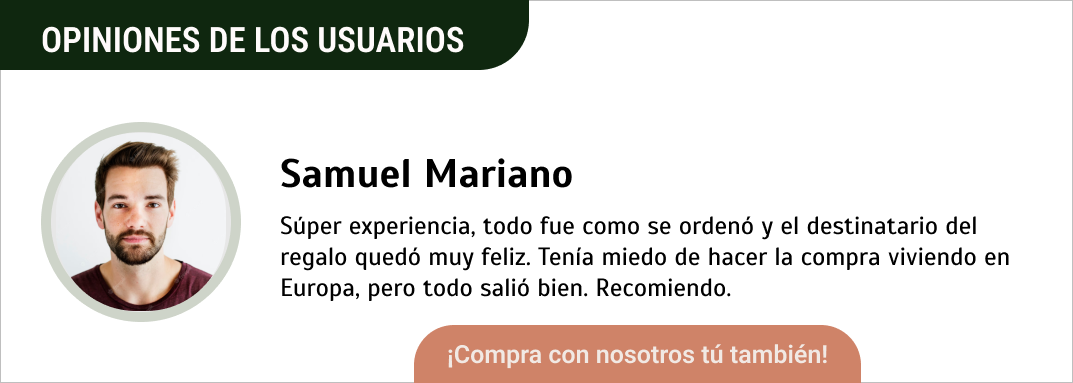 OPINIONES DE LOS USUARIOS
Samuel Mariano
Súper experiencia, todo fue como se ordenó y el destinatario del
regalo quedó muy feliz. Tenía miedo de hacer la compra viviendo en
Europa, pero todo salió bien. Recomiendo.
¡Compra con nosotros tú también!